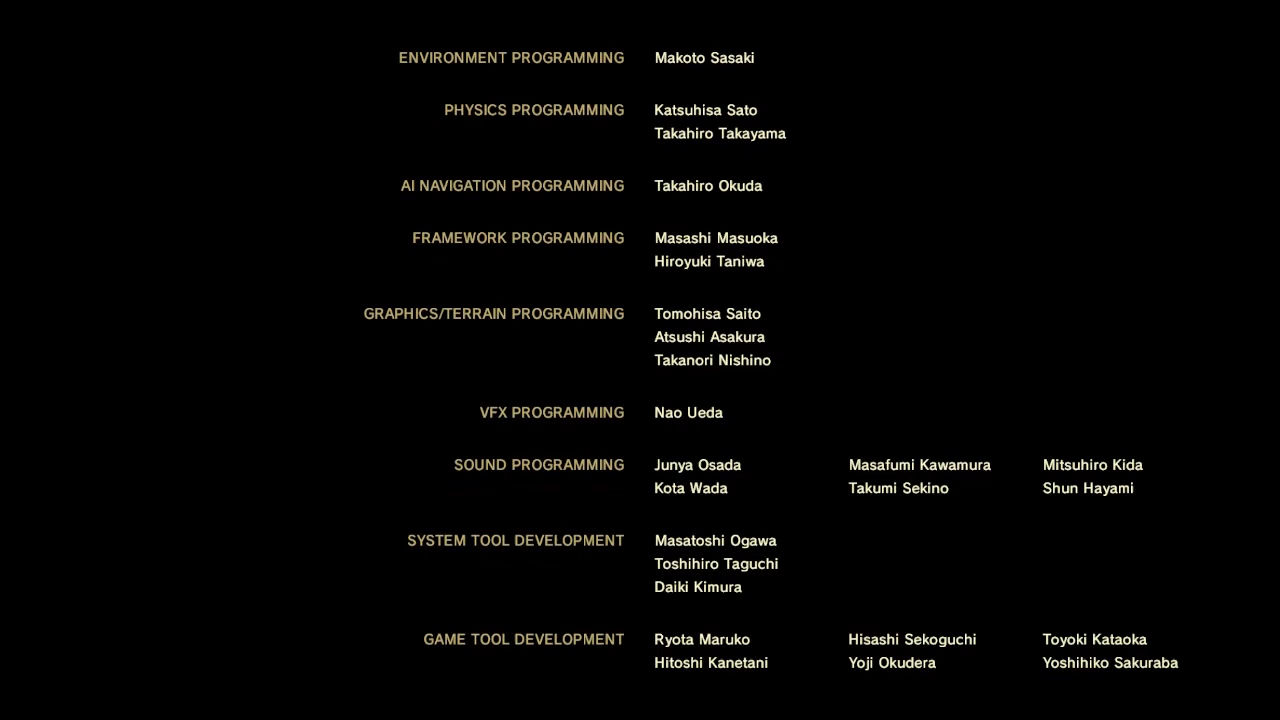 ENVIRONMENT PROGRAMMING Makoto Sasaki
PHYSICS PROGRAMMING Katsuhisa Sato
Takahiro Takayama
AI NAVIGATION PROGRAMMING Takahiro Okuda
FRAMEWORK PROGRAMMING Masashi Masuoka
Hiroyuki Taniwa
GRAPHICS/TERRAIN PROGRAMMING Tomohisa Saito
Atsushi Asakura
Takanori Nishino
VFX PROGRAMMING Nao Ueda
SOUND PROGRAMMING Junya Osada Masafumi Kawamura Mitsuhiro Kida
Kota Wada Takumi Sekino Shun Hayami
SYSTEM TOOL DEVELOPMENT Masatoshi Ogawa
Toshihiro Taguchi
Daiki Kimura
GAME TOOL DEVELOPMENT Ryota Maruko Hisashi Sekoguchi Toyoki Kataoka
Hitoshi Kanetani Yoji Okudera Yoshihiko Sakuraba